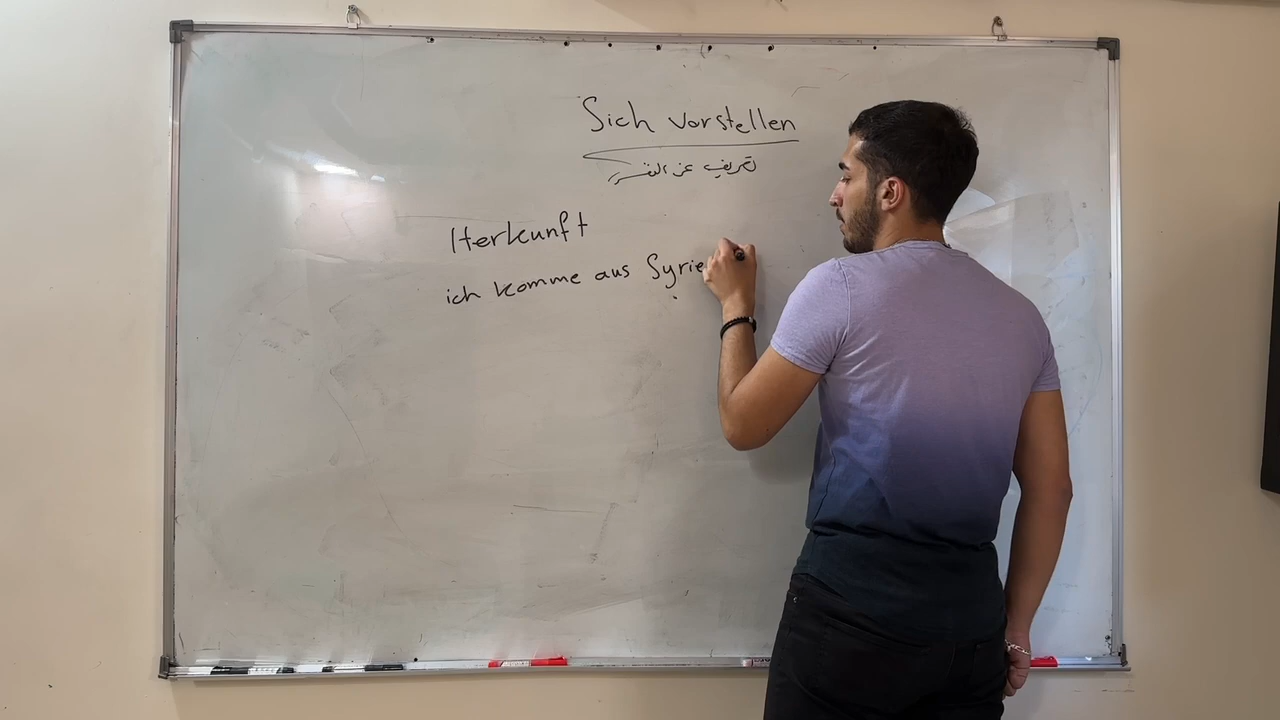 Sich vorstellen
تعريف عن النفس
Herkunft
ich komme aus Syrie